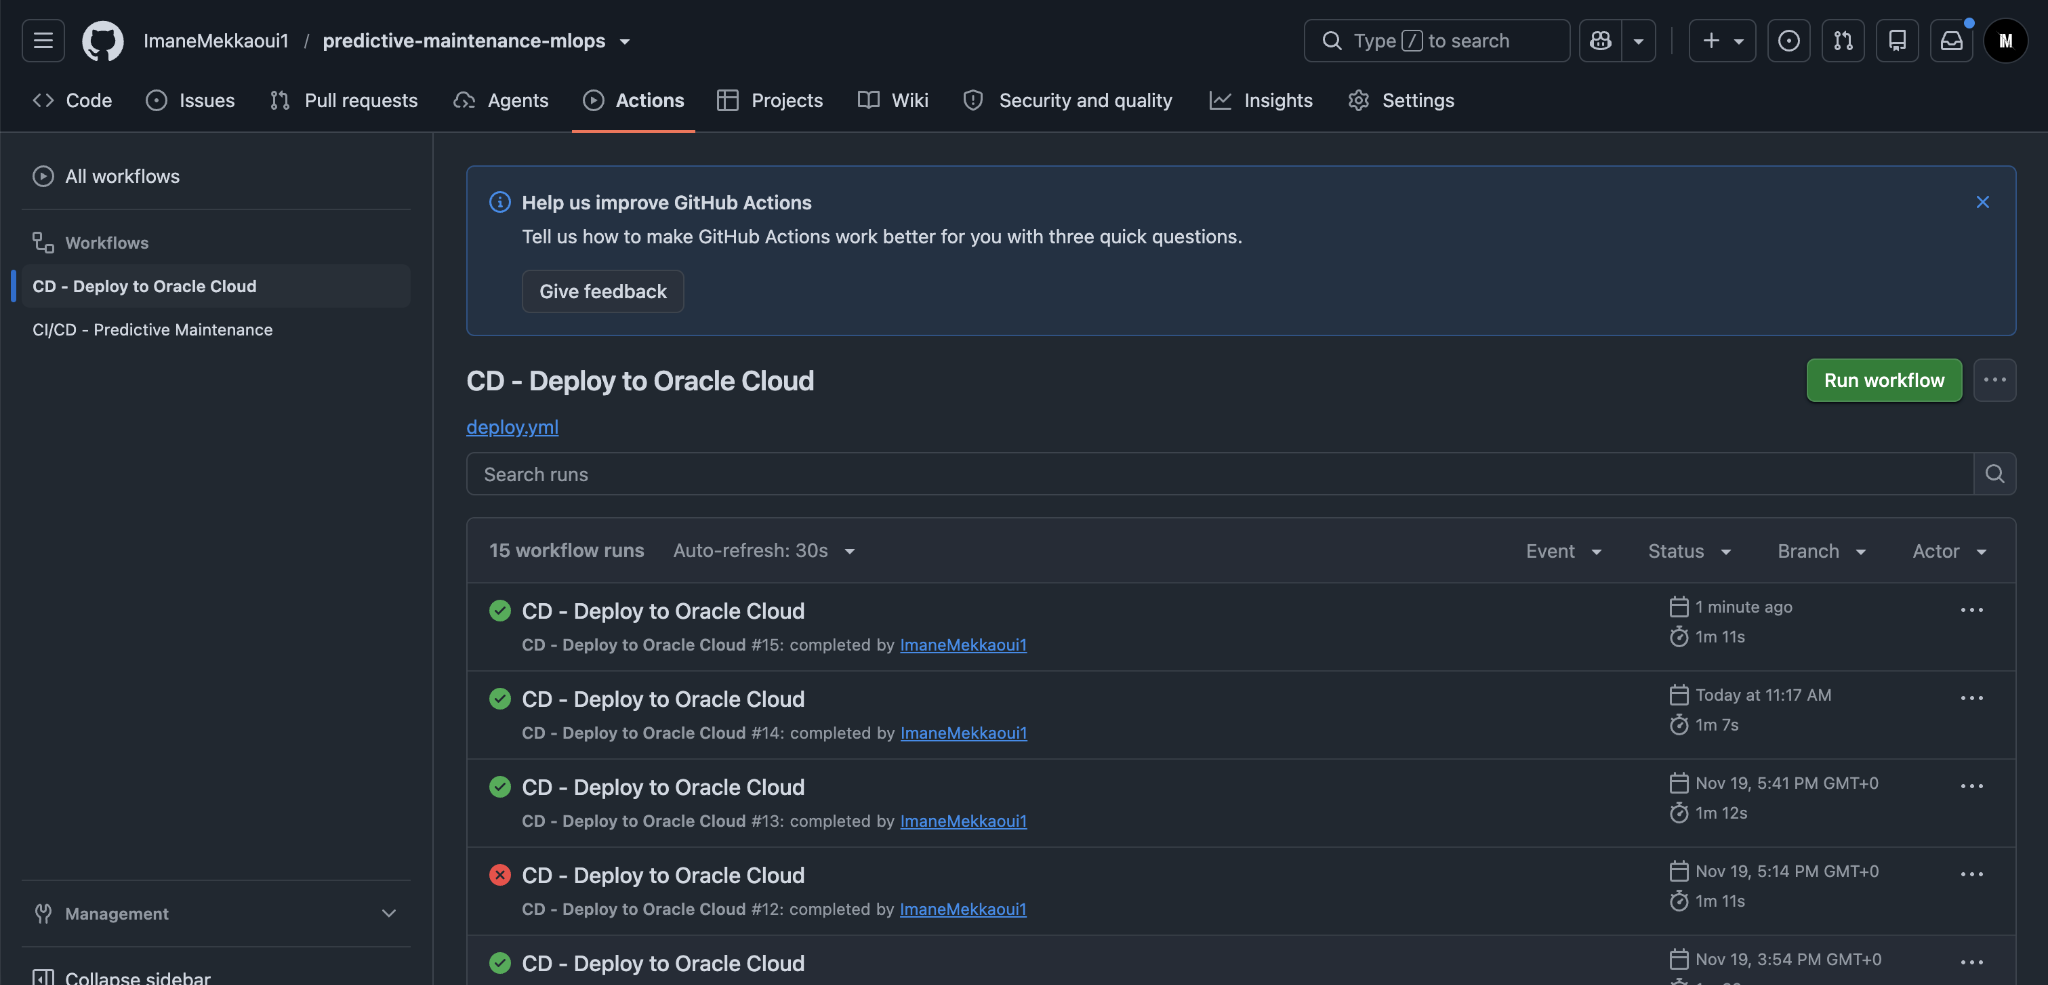 ImaneMekkaoui1 / predictive-maintenance-mlops
Type / to search
IM
Code
Issues
Pull requests
Agents
Actions
Projects
Wiki
Security and quality
Insights
Settings
All workflows
Workflows
CD - Deploy to Oracle Cloud
CI/CD - Predictive Maintenance
Management
Collapse sidebar
Help us improve GitHub Actions
Tell us how to make GitHub Actions work better for you with three quick questions.
Give feedback
CD - Deploy to Oracle Cloud
Run workflow
deploy.yml
Search runs
15 workflow runs
Auto-refresh: 30s
Event
Status
Branch
Actor
CD - Deploy to Oracle Cloud
CD - Deploy to Oracle Cloud #15: completed by ImaneMekkaoui1
1 minute ago
1m 11s
CD - Deploy to Oracle Cloud
CD - Deploy to Oracle Cloud #14: completed by ImaneMekkaoui1
Today at 11:17 AM
1m 7s
CD - Deploy to Oracle Cloud
CD - Deploy to Oracle Cloud #13: completed by ImaneMekkaoui1
Nov 19, 5:41 PM GMT+0
1m 12s
CD - Deploy to Oracle Cloud
CD - Deploy to Oracle Cloud #12: completed by ImaneMekkaoui1
Nov 19, 5:14 PM GMT+0
1m 11s
CD - Deploy to Oracle Cloud
Nov 19, 3:54 PM GMT+0